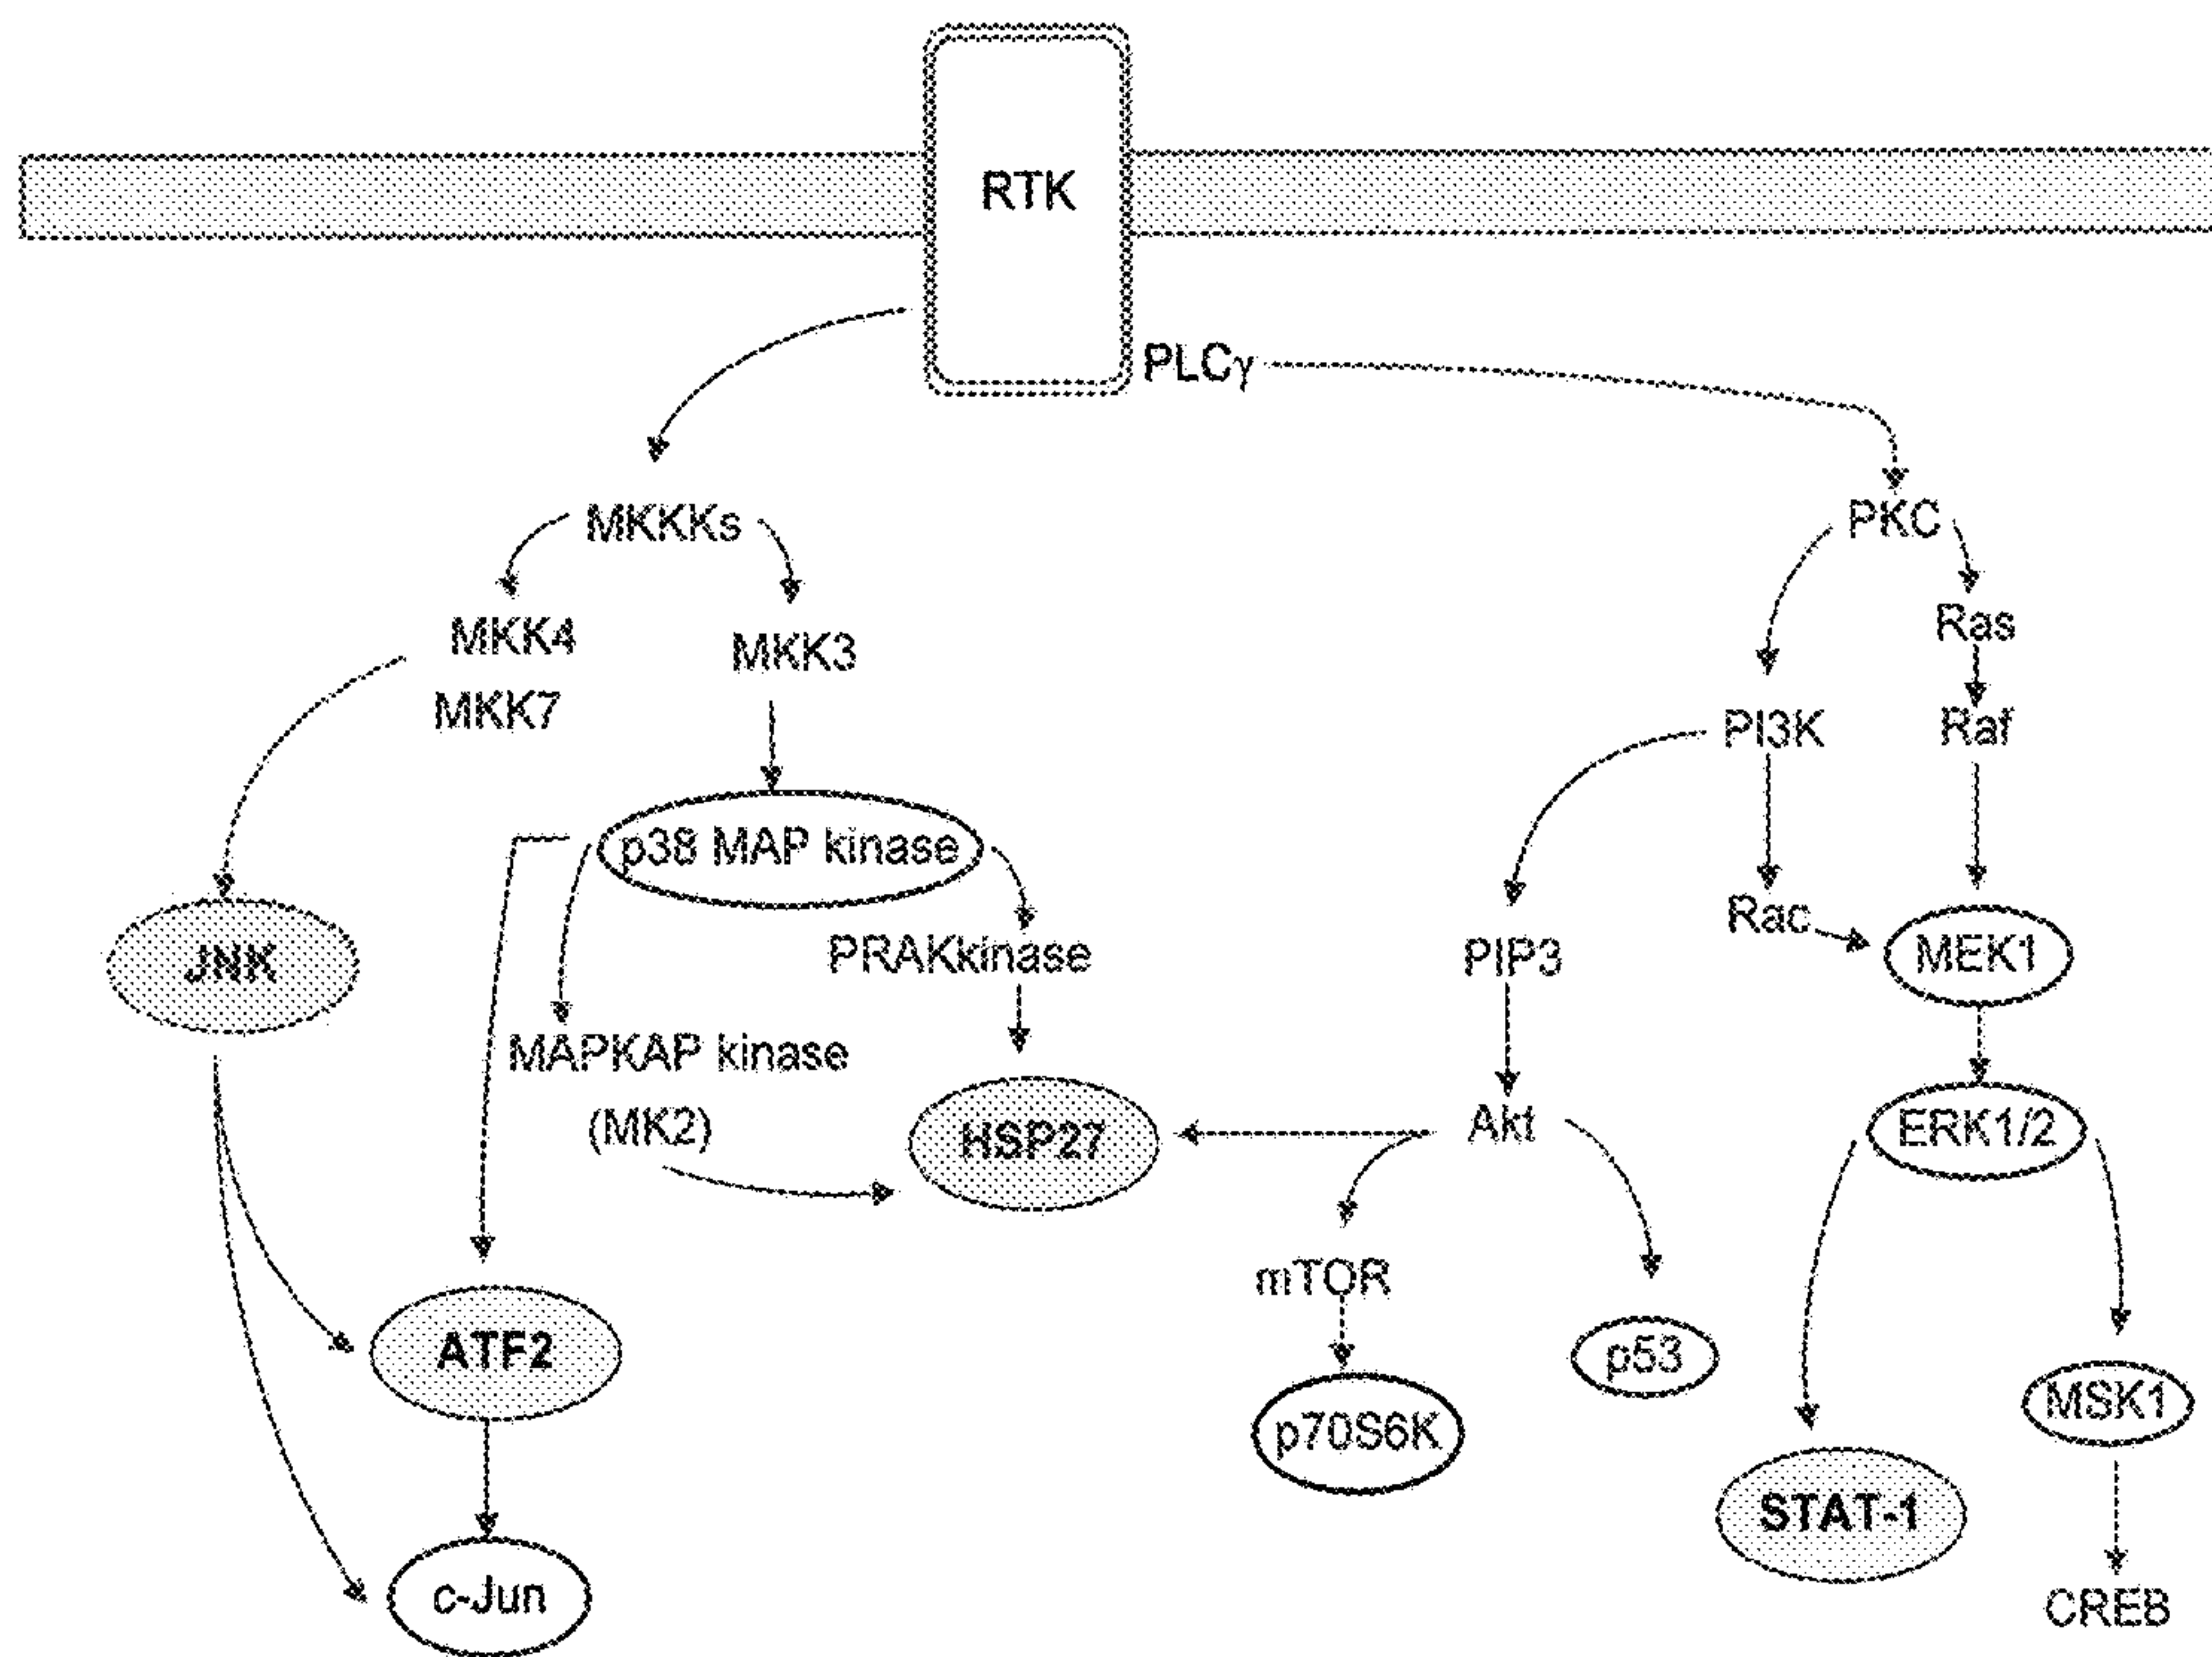 RTK
PLCγ
MKKKs
PKC
MKK4
MKK7
MKK3
Ras
PI3K
Raf
p38 MAP kinase
Rac
JNK
PRAKkinase
PIP3
MEK1
MAPKAP kinase
(MK2)
HSP27
Akt
ERK1/2
mTOR
ATF2
p53
MSK1
p70S6K
STAT-1
c-Jun
CREB